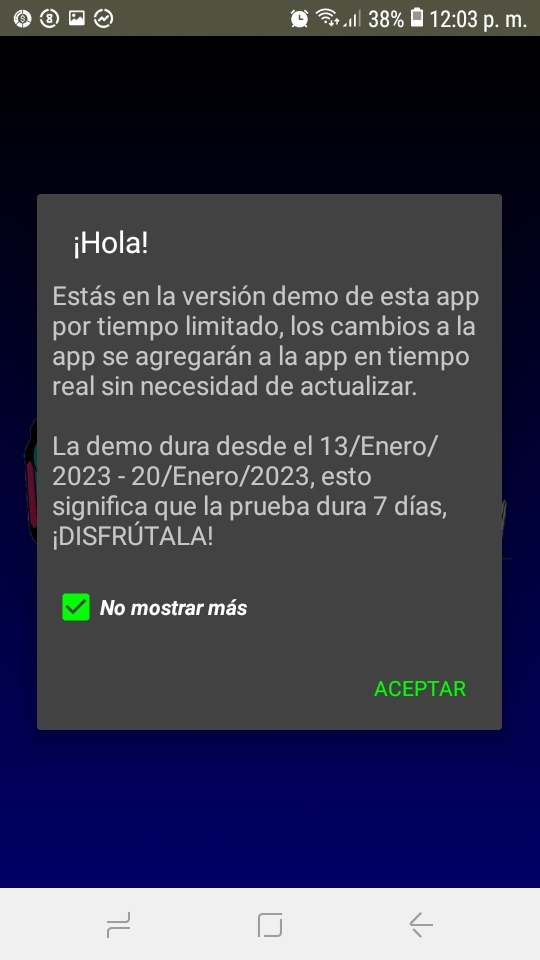 38% 12:03 p. m.
¡Hola!
Estás en la versión demo de esta app
por tiempo limitado, los cambios a la
app se agregarán a la app en tiempo
real sin necesidad de actualizar.
La demo dura desde el 13/Enero/
2023 - 20/Enero/2023, esto
significa que la prueba dura 7 días,
¡DISFRÚTALA!
No mostrar más
ACEPTAR